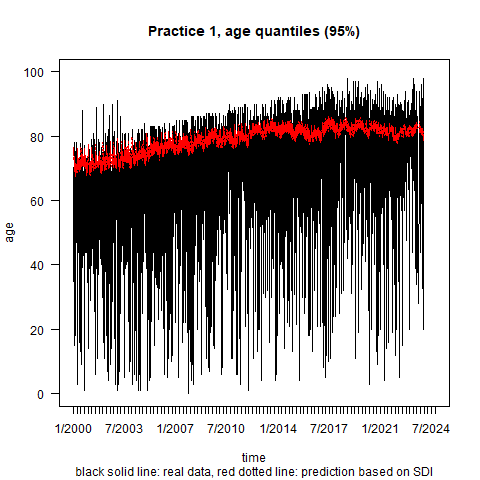 Practice 1, age quantiles (95%)
100
80
60
40
20
0
age
1/2000 7/2003 1/2007 7/2010 1/2014 7/2017 1/2021 7/2024
time
black solid line: real data, red dotted line: prediction based on SDI